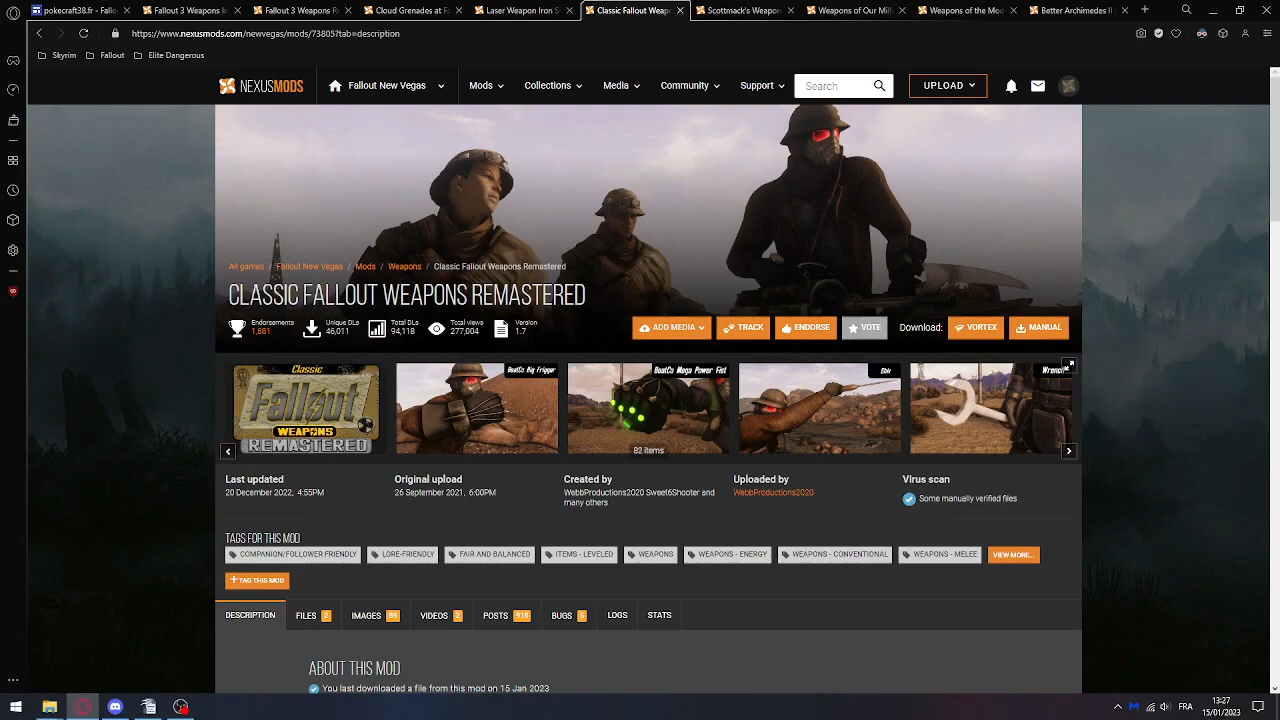 pokecraft38.fr - Fallo
Fallout 3 Weapons In
Fallout 3 Weapons Re
Cloud Grenades at Fa
Laser Weapon Iron S
Classic Fallout Weap
Scottmack's Weapon
Weapons of Our Mill
Weapons of the Mod
Better Archimedes II
https://www.nexusmods.com/newvegas/mods/73805?tab=description
Skyrim
Fallout
Elite Dangerous
NEXUSMODS
Fallout New Vegas
Mods
Collections
Media
Community
Support
Search
UPLOAD
All games / Fallout New Vegas / Mods / Weapons / Classic Fallout Weapons Remastered
CLASSIC FALLOUT WEAPONS REMASTERED
Endorsements
1,681
Unique DLs
46,011
Total DLs
94,118
Total views
277,004
Version
1.7
ADD MEDIA
TRACK
ENDORSE
VOTE
Download:
VORTEX
MANUAL
Classic
Fallout
WEAPONS
REMASTERED
BeatCo Big Frigger
BeatCo Mega Power Fist
Shiv
Wrench
82 items
Last updated
20 December 2022, 4:55PM
Original upload
26 September 2021, 6:00PM
Created by
WebbProductions2020 Sweet6Shooter and
many others
Uploaded by
WebbProductions2020
Virus scan
Some manually verified files
TAGS FOR THIS MOD
COMPANION/FOLLOWER FRIENDLY
LORE-FRIENDLY
FAIR AND BALANCED
ITEMS - LEVELED
WEAPONS
WEAPONS - ENERGY
WEAPONS - CONVENTIONAL
WEAPONS - MELEE
VIEW MORE...
+ TAG THIS MOD
DESCRIPTION
FILES 2
IMAGES 89
VIDEOS 2
POSTS 918
BUGS 5
LOGS
STATS
ABOUT THIS MOD
You last downloaded a file from this mod on 15 Jan 2023
FRA
13:27
15/01/2023